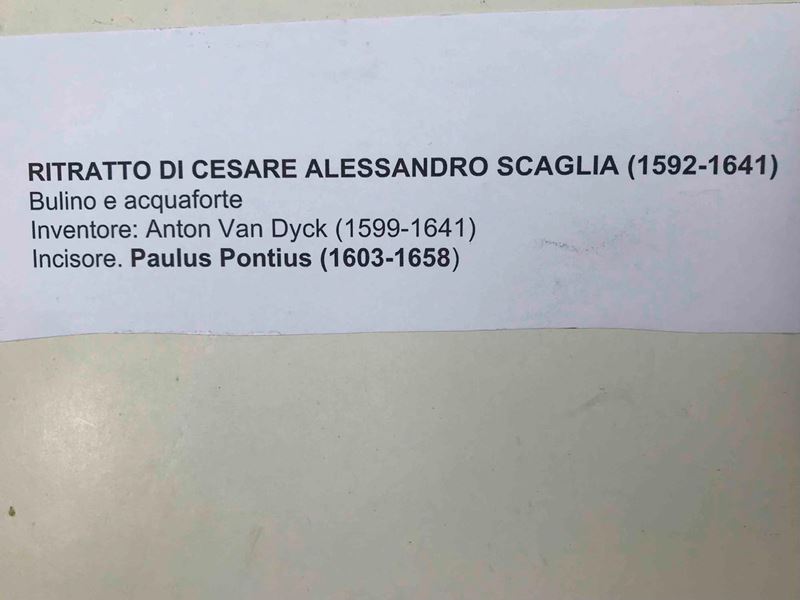 RITRATTO DI CESARE ALESSANDRO SCAGLIA (1592-1641)
Bulino e acquaforte
Inventore: Anton Van Dyck (1599-1641)
Incisore. Paulus Pontius (1603-1658)